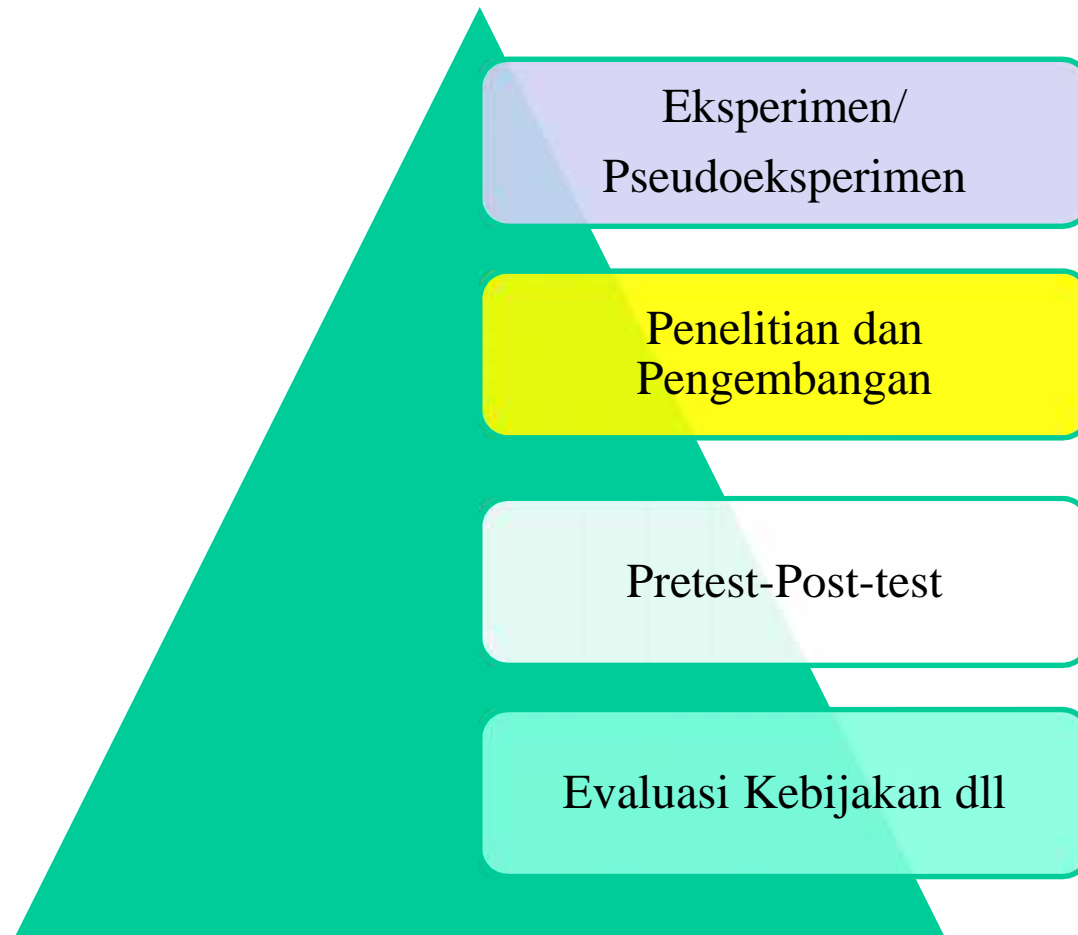 Eksperimen/
Pseudoeksperimen
Penelitian dan
Pengembangan
Pretest-Post-test
Evaluasi Kebijakan dll